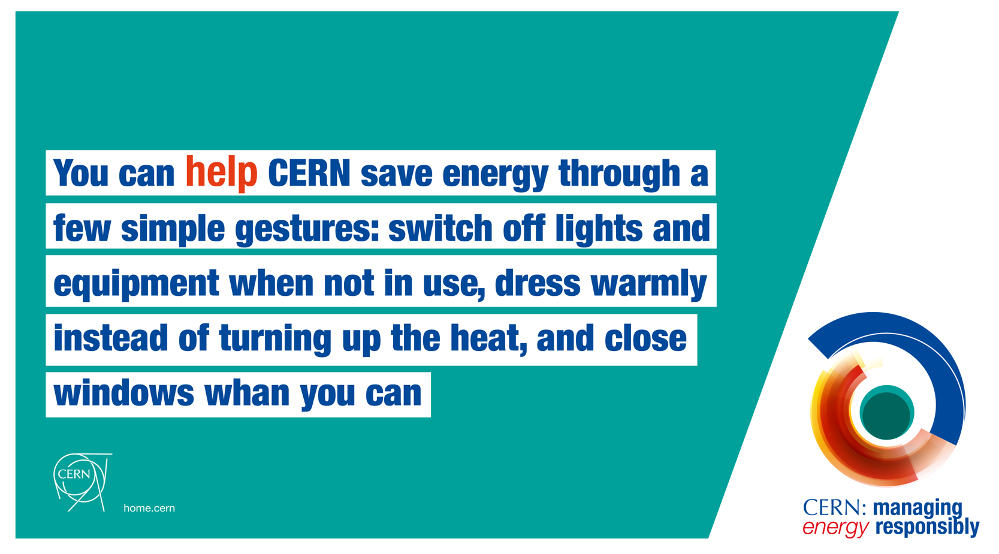 You can help CERN save energy through a
few simple gestures: switch off lights and
equipment when not in use, dress warmly
instead of turning up the heat, and close
windows whan you can
CERN
home.cern
CERN: managing
energy responsibly